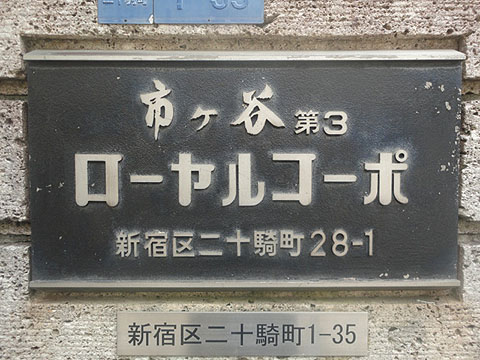 市ヶ谷 第3
ローヤルコーポ
新宿区二十騎町28-1
新宿区二十騎町1-35